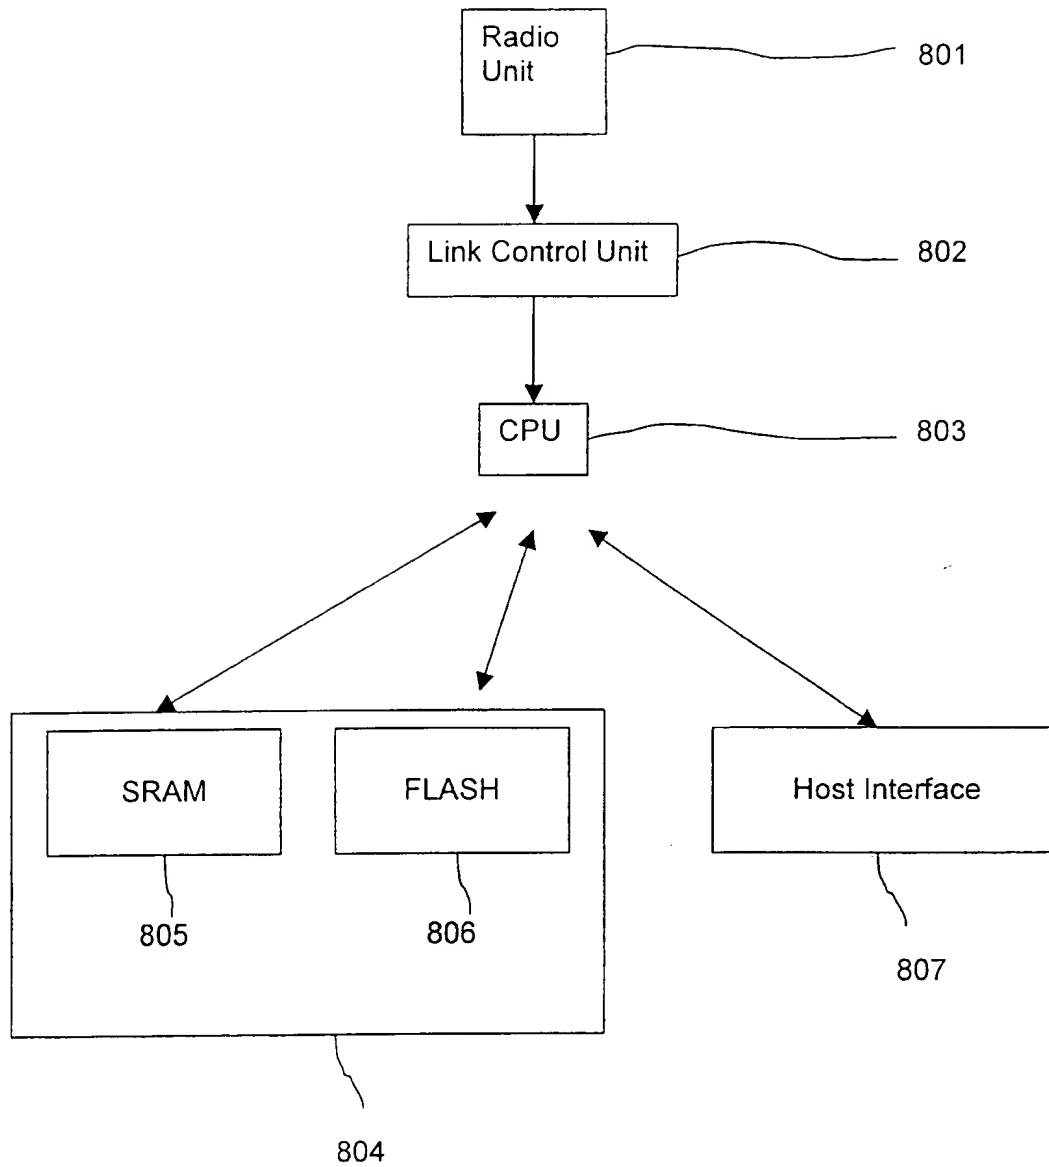 Radio
Unit
801
Link Control Unit
802
CPU
803
SRAM
FLASH
Host Interface
805
806
807
804